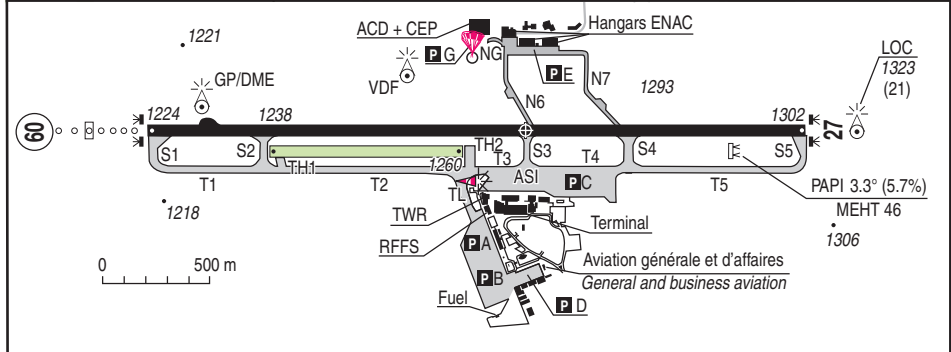 1221
ACD + CEP
Hangars ENAC
P G
NG
P E
N7
LOC
1323
(21)
GP/DME
VDF
N6
1293
1224
1238
1302
09
27
S1
S2
TH2
S3
S4
S5
1260
T3
T4
TH1
ASI
T1
T2
TL
P C
T5
PAPI 3.3° (5.7%)
MEHT 46
1218
TWR
Terminal
1306
RFFS
P A
0
500 m
Aviation générale et d'affaires
General and business aviation
P B
Fuel
P D